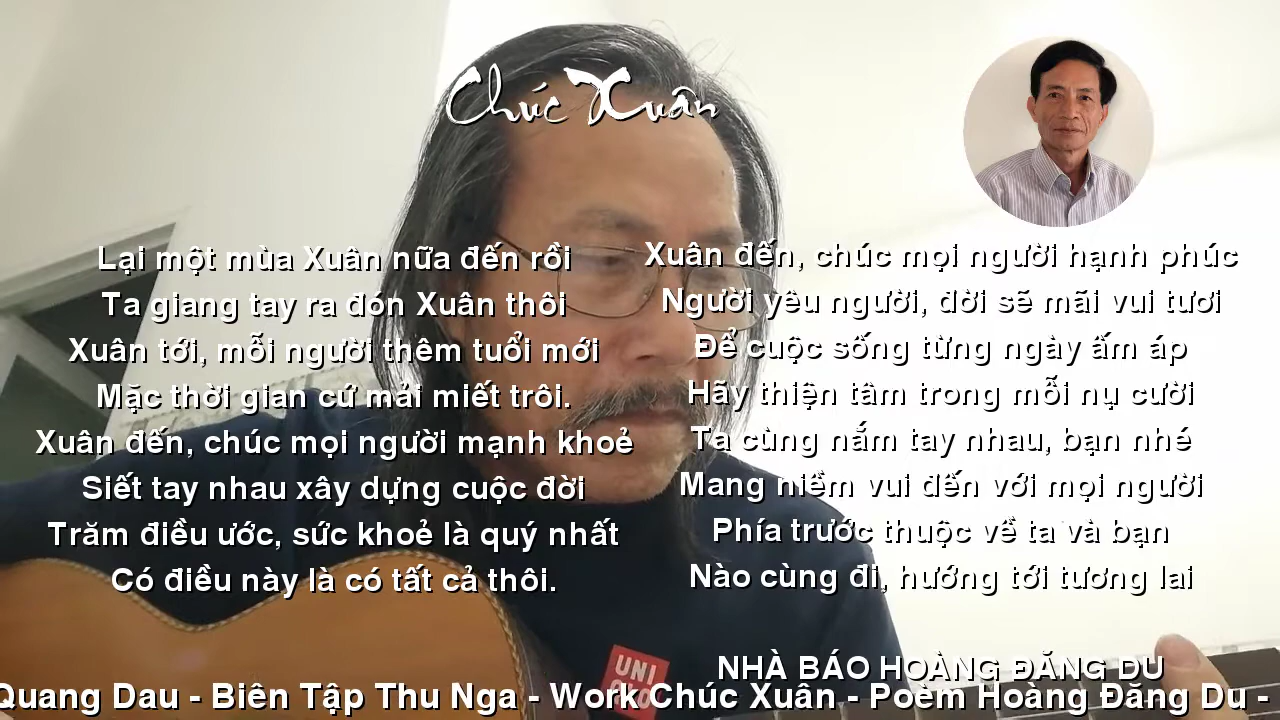 Chúc Xuân
Lại một mùa Xuân nữa đến rồi
Ta giang tay ra đón Xuân thôi
Xuân tới, mỗi người thêm tuổi mới
Mặc thời gian cứ mải miết trôi.
Xuân đến, chúc mọi người mạnh khoẻ
Siết tay nhau xây dựng cuộc đời
Trăm điều ước, sức khoẻ là quý nhất
Có điều này là có tất cả thôi.
Xuân đến, chúc mọi người hạnh phúc
Người yêu người, đời sẽ mãi vui tươi
Để cuộc sống từng ngày ấm áp
Hãy thiện tâm trong mỗi nụ cười
Ta cùng nắm tay nhau, bạn nhé
Mang niềm vui đến với mọi người
Phía trước thuộc về ta và bạn
Nào cùng đi, hướng tới tương lai
NHÀ BÁO HOÀNG ĐĂNG DU
UNI
Quang Dau - Biên Tập Thu Nga - Work Chúc Xuân - Poem Hoàng Đăng Du -